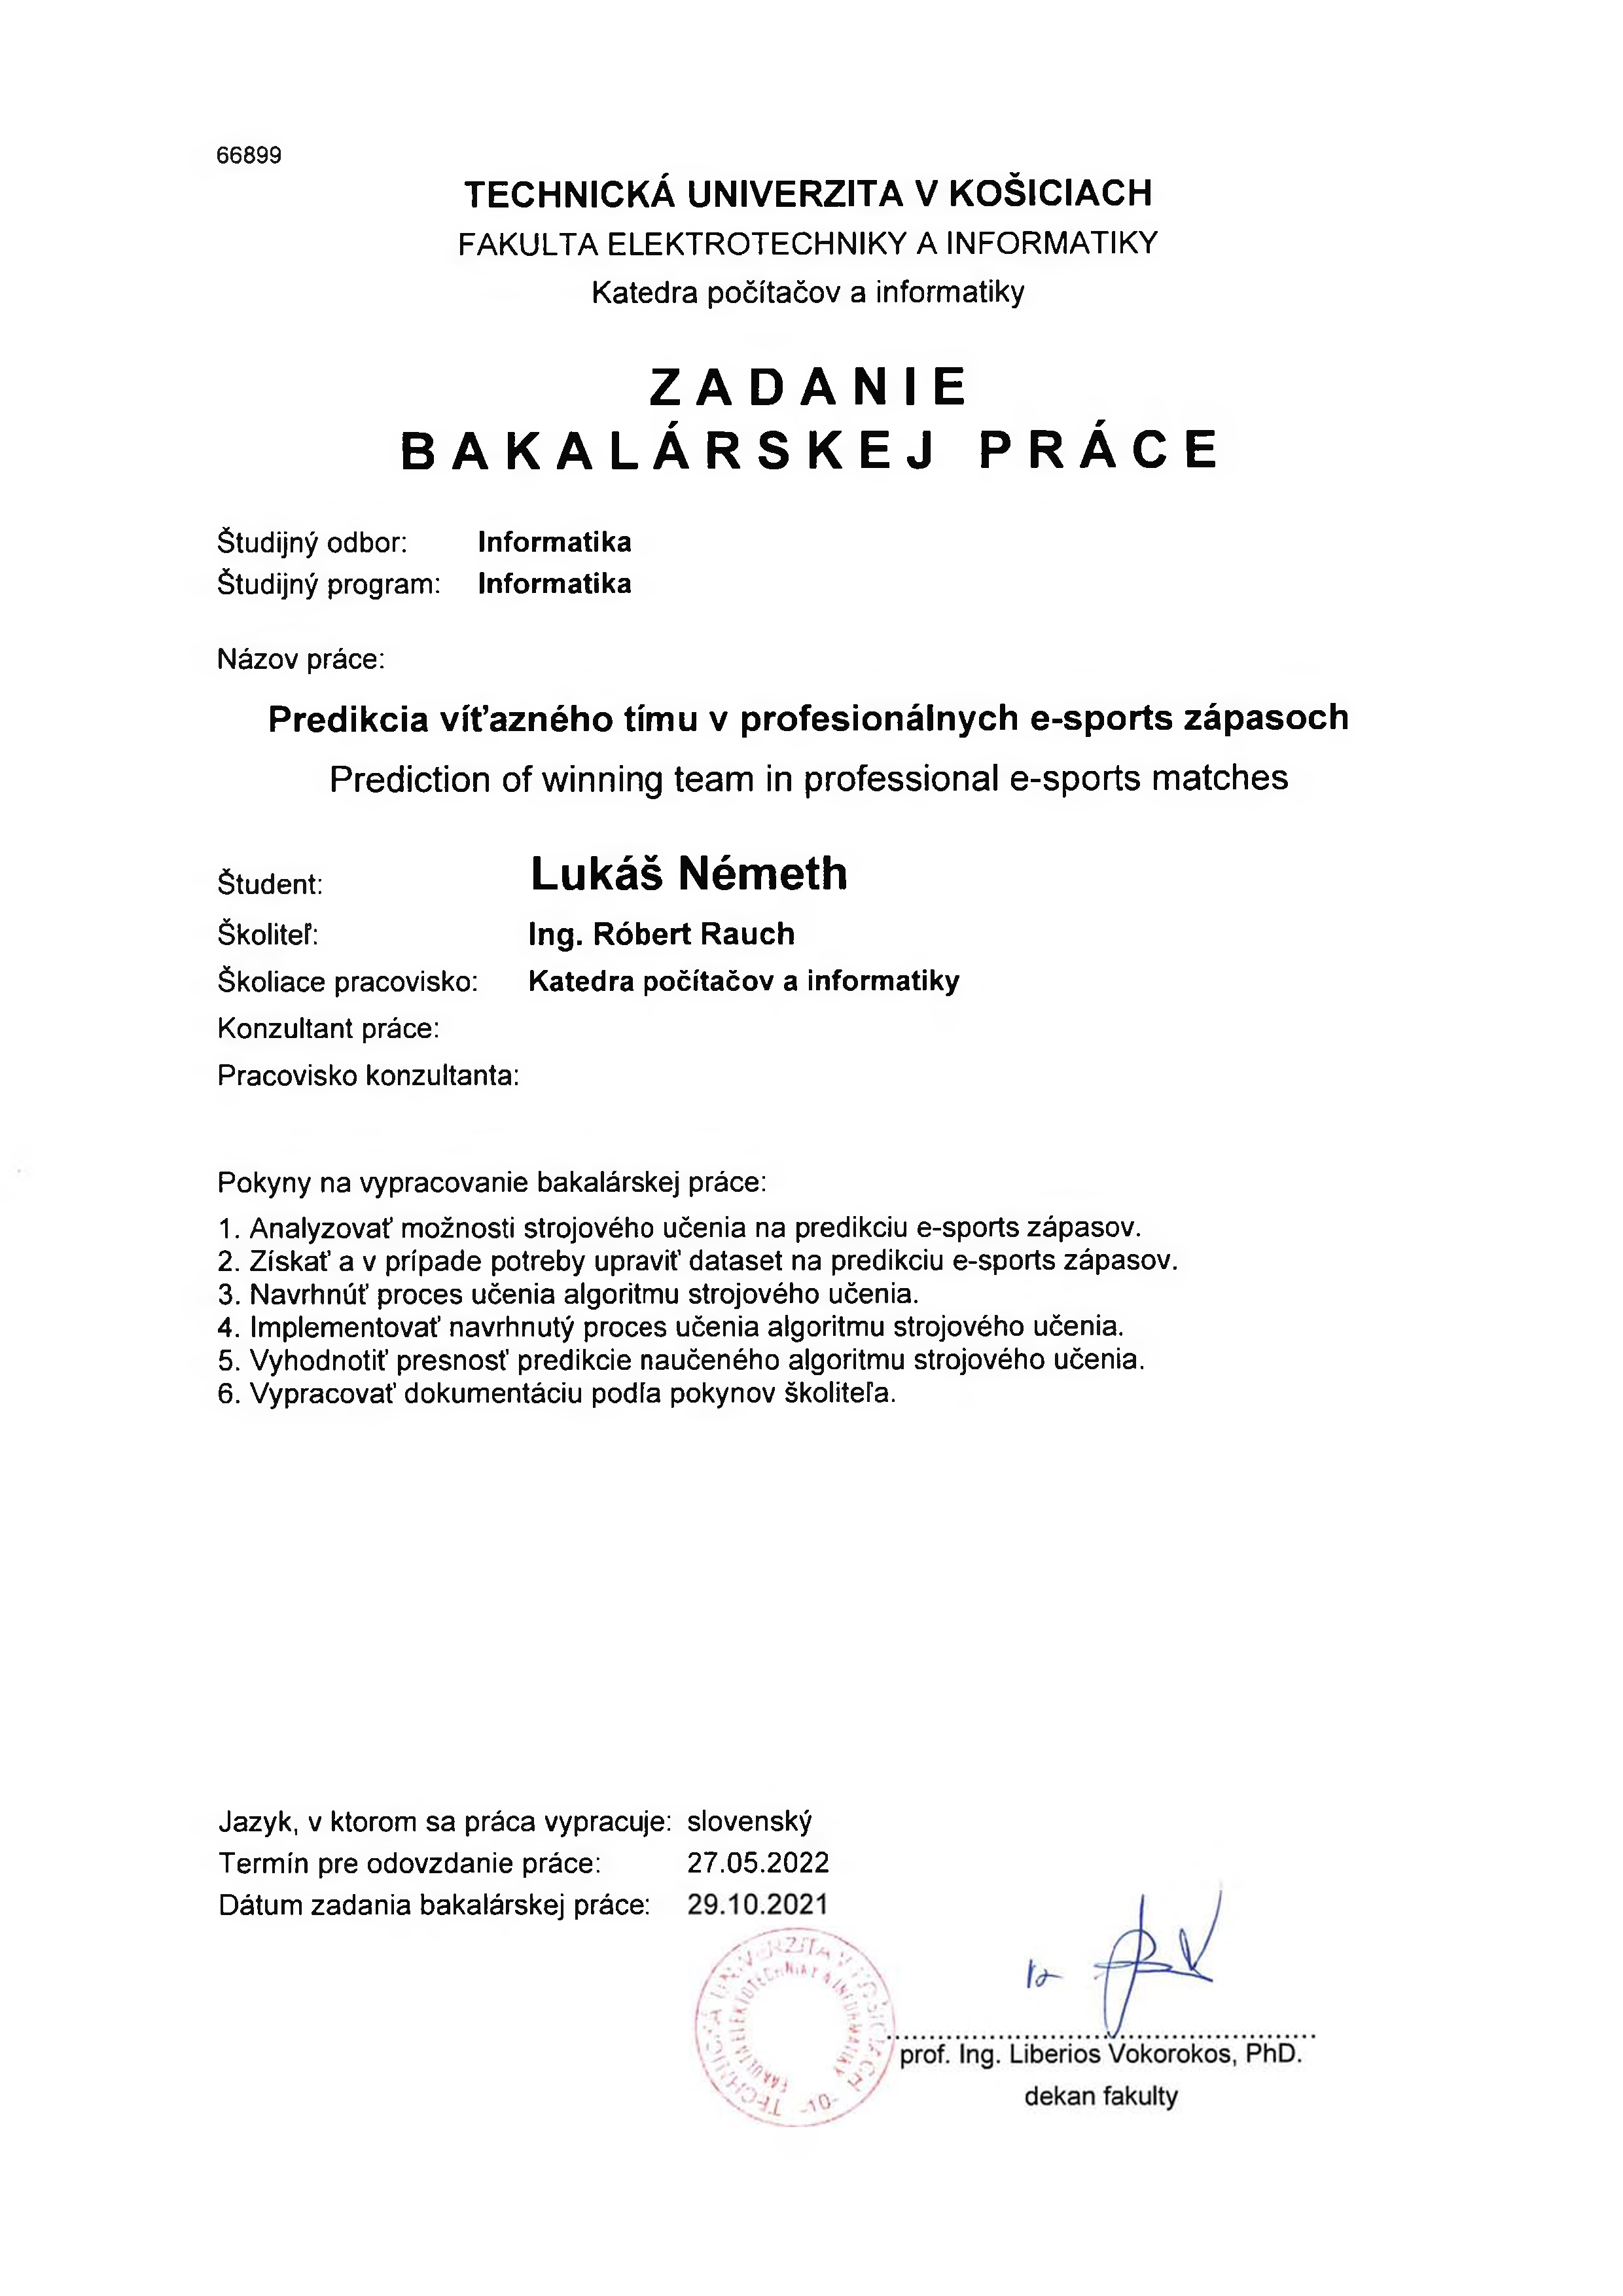 66899
TECHNICKÁ UNIVERZITA V KOŠICIACH
FAKULTA ELEKTROTECHNIKY A INFORMATIKY
Katedra počítačov a informatiky
ZADANIE
BAKALÁRSKEJ PRÁCE
Študijný odbor: Informatika
Študijný program: Informatika
Názov práce:
Predikcia víťazného tímu v profesionálnych e-sports zápasoch
Prediction of winning team in professional e-sports matches
Študent: Lukáš Németh
Školiteľ: Ing. Róbert Rauch
Školiace pracovisko: Katedra počítačov a informatiky
Konzultant práce:
Pracovisko konzultanta:
Pokyny na vypracovanie bakalárskej práce:
1. Analyzovať možnosti strojového učenia na predikciu e-sports zápasov.
2. Získať a v prípade potreby upraviť dataset na predikciu e-sports zápasov.
3. Navrhnúť proces učenia algoritmu strojového učenia.
4. Implementovať navrhnutý proces učenia algoritmu strojového učenia.
5. Vyhodnotiť presnosť predikcie naučeného algoritmu strojového učenia.
6. Vypracovať dokumentáciu podľa pokynov školiteľa.
Jazyk, v ktorom sa práca vypracuje: slovenský
Termín pre odovzdanie práce: 27.05.2022
Dátum zadania bakalárskej práce: 29.10.2021
TECHNICKÁ UNIVERZITA V KOŠICIACH
FAKULTA ELEKTROTECHNIKY A INFORMATIKY
-10-
prof. Ing. Liberios Vokorokos, PhD.
dekan fakulty